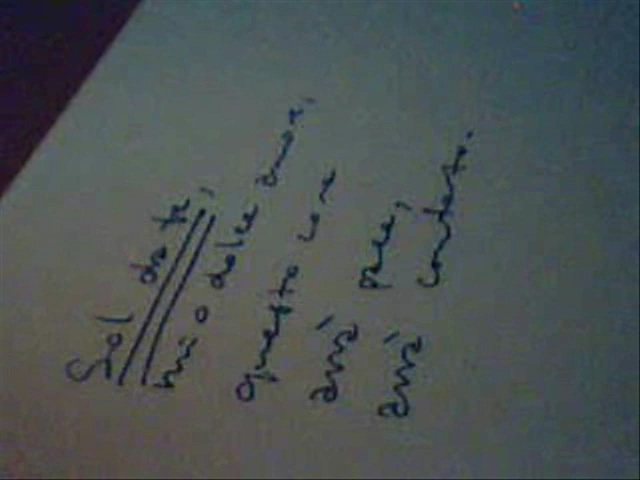 Sol da te,
mio dolce amor,
questo core
avrà pace,
avrà conforto.